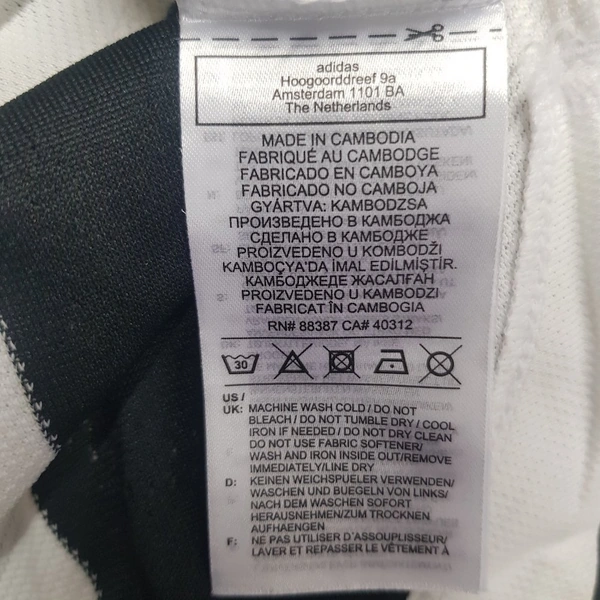 adidas
Hoogoorddreef 9a
Amsterdam 1101 BA
The Netherlands
MADE IN CAMBODIA
FABRIQUÉ AU CAMBODGE
FABRICADO EN CAMBOYA
FABRICADO NO CAMBOJA
GYÁRTVA: KAMBODZSA
ПРОИЗВЕДЕНО В КАМБОДЖА
СДЕЛАНО В КАМБОДЖЕ
PROIZVEDENO U KOMBODŽI
KAMBOÇYA'DA İMAL EDİLMİŞTİR.
КАМБОДЖЕДЕ ЖАСАЛҒАН
PROIZVEDENO U KAMBODZI
FABRICAT ÎN CAMBOGIA
RN# 88387 CA# 40312
30
US /
UK: MACHINE WASH COLD / DO NOT
BLEACH / DO NOT TUMBLE DRY / COOL
IRON IF NEEDED / DO NOT DRY CLEAN
DO NOT USE FABRIC SOFTENER/
WASH AND IRON INSIDE OUT/REMOVE
IMMEDIATELY/LINE DRY
D: KEINEN WEICHSPUELER VERWENDEN/
WASCHEN UND BUEGELN VON LINKS/
NACH DEM WASCHEN SOFORT
HERAUSNEHMEN/ZUM TROCKNEN
AUFHAENGEN
F: NE PAS UTILISER D'ASSOUPLISSEUR/
LAVER ET REPASSER LE VÊTEMENT À